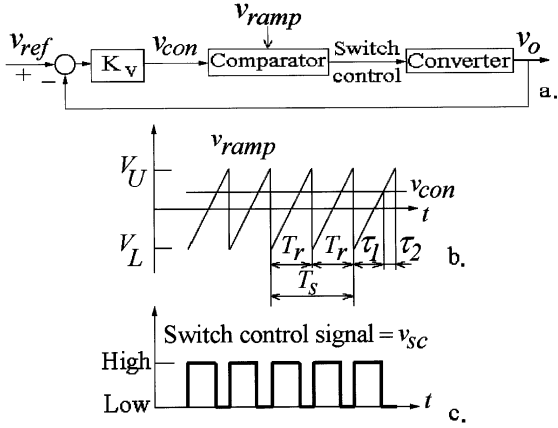 v_ramp
v_ref
+
−
K_v
v_con
Comparator
Switch
control
Converter
v_o
a.
v_ramp
V_U
v_con
t
V_L
T_r
T_r
τ_1
τ_2
T_s
b.
Switch control signal = v_sc
High
Low
t
c.